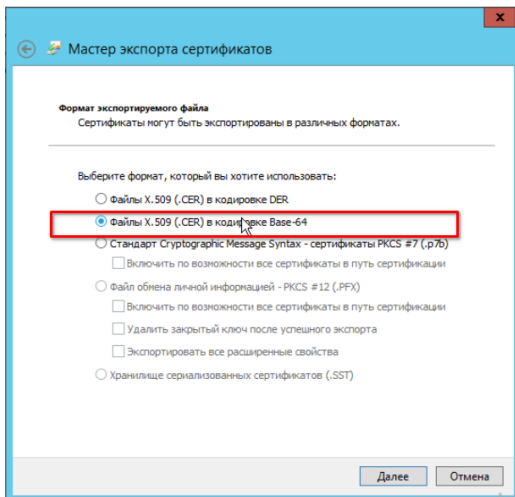 x
Мастер экспорта сертификатов
Формат экспортируемого файла
Сертификаты могут быть экспортированы в различных форматах.
Выберите формат, который вы хотите использовать:
Файлы X.509 (.CER) в кодировке DER
Файлы X.509 (.CER) в кодировке Base-64
Стандарт Cryptographic Message Syntax - сертификаты PKCS #7 (.p7b)
Включить по возможности все сертификаты в путь сертификации
Файл обмена личной информацией - PKCS #12 (.PFX)
Включить по возможности все сертификаты в путь сертификации
Удалить закрытый ключ после успешного экспорта
Экспортировать все расширенные свойства
Хранилище сериализованных сертификатов (.SST)
Далее
Отмена